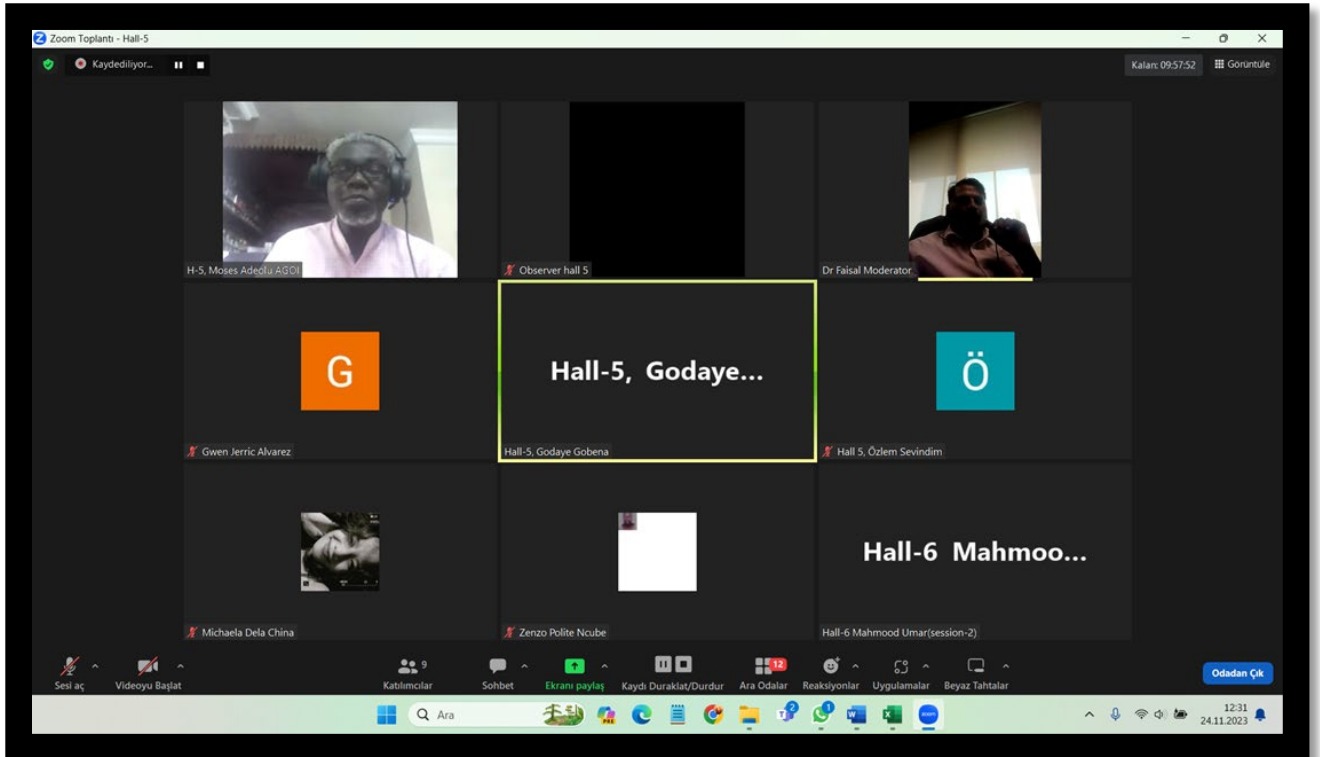 Zoom Toplantı - Hall-5
Kaydediliyor...
Kalan: 09:57:52
Görüntüle
H-5, Moses Adeolu AGOI
Observer hall 5
Dr Faisal Moderator
G
Hall-5, Godaye...
Ö
Gwen Jerric Alvarez
Hall-5, Godaye Gobena
Hall 5, Özlem Sevindim
Hall-6 Mahmoo...
Michaela Dela China
Zenzo Polite Ncube
Hall-6 Mahmood Umar(session-2)
9
12
Sesi aç
Videoyu Başlat
Katılımcılar
Sohbet
Ekranı paylaş
Kaydı Duraklat/Durdur
Ara Odalar
Reaksiyonlar
Uygulamalar
Beyaz Tahtalar
Odadan Çık
Ara
12:31
24.11.2023